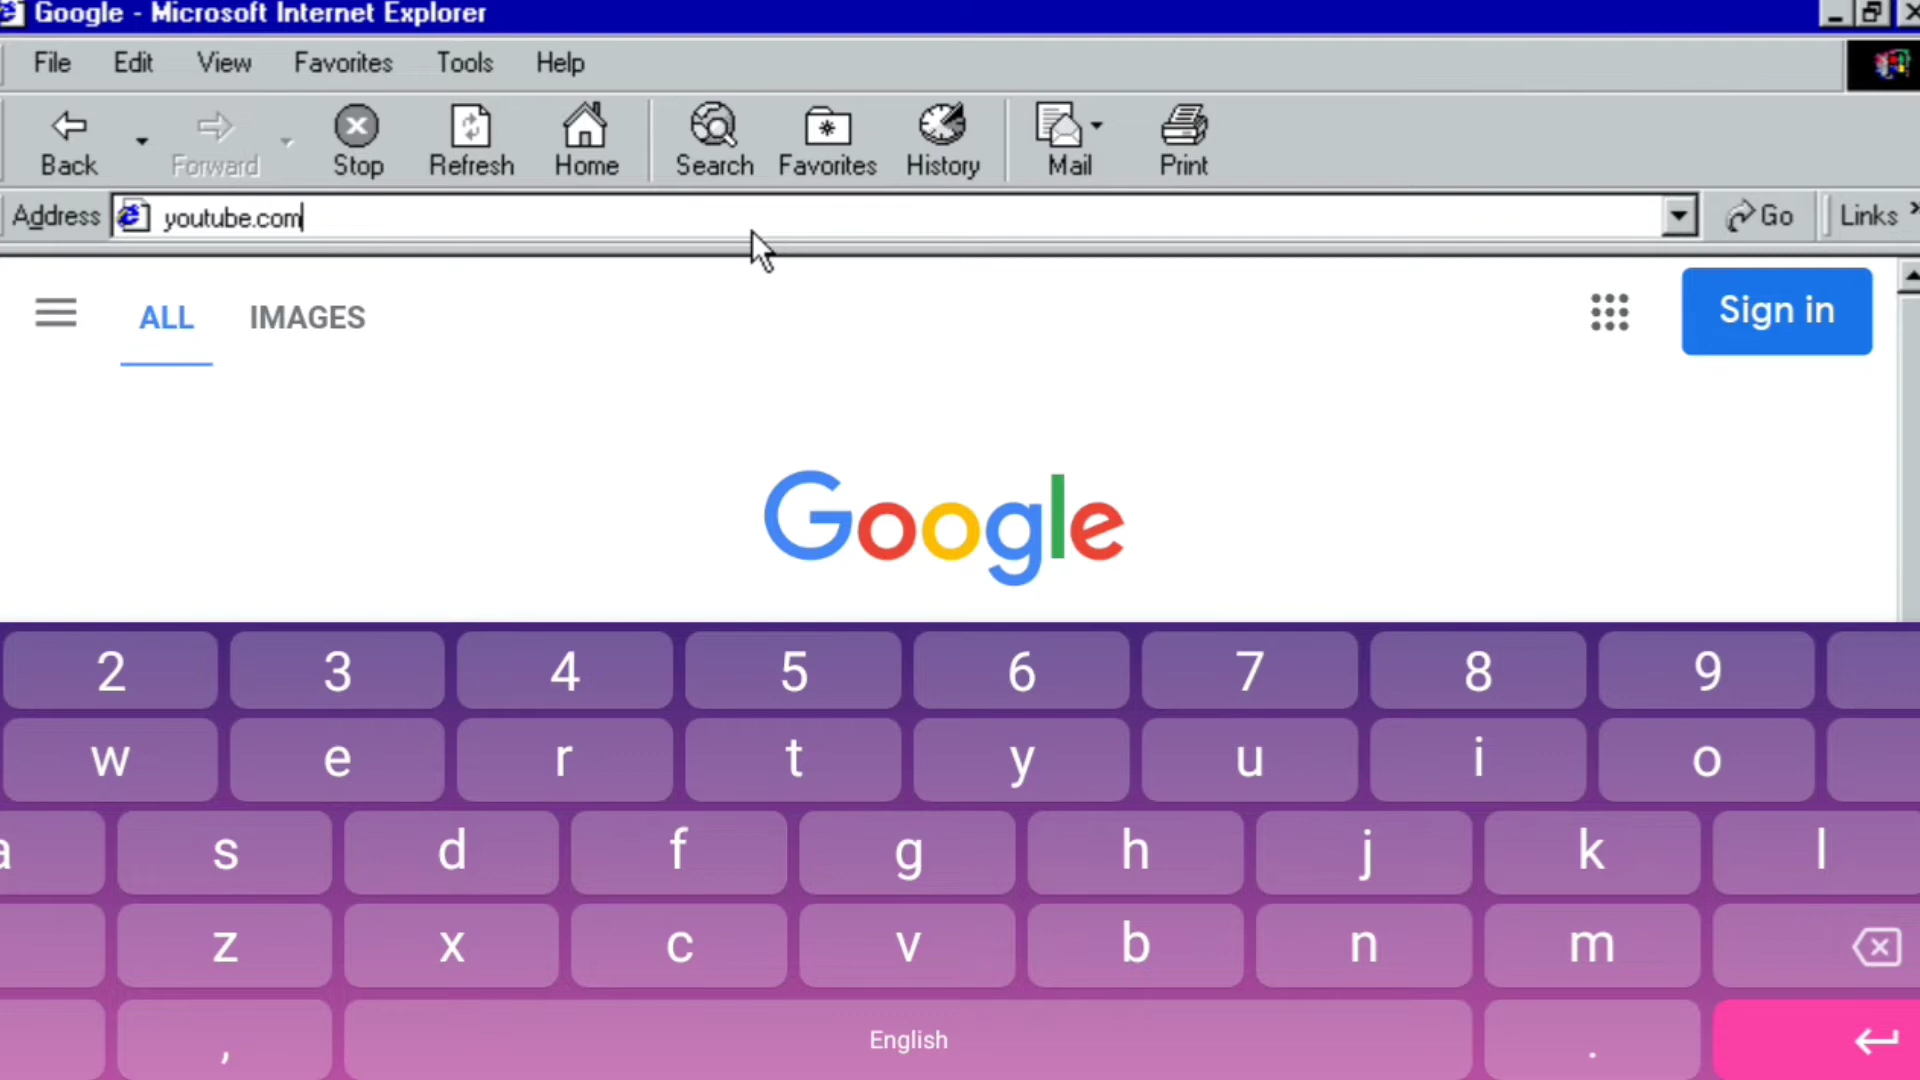 Google - Microsoft Internet Explorer
File Edit View Favorites Tools Help
Back Forward Stop Refresh Home Search Favorites History Mail Print
Address youtube.com Go Links
ALL IMAGES Sign in
Google
2 3 4 5 6 7 8 9
w e r t y u i o
a s d f g h j k l
z x c v b n m
, English .